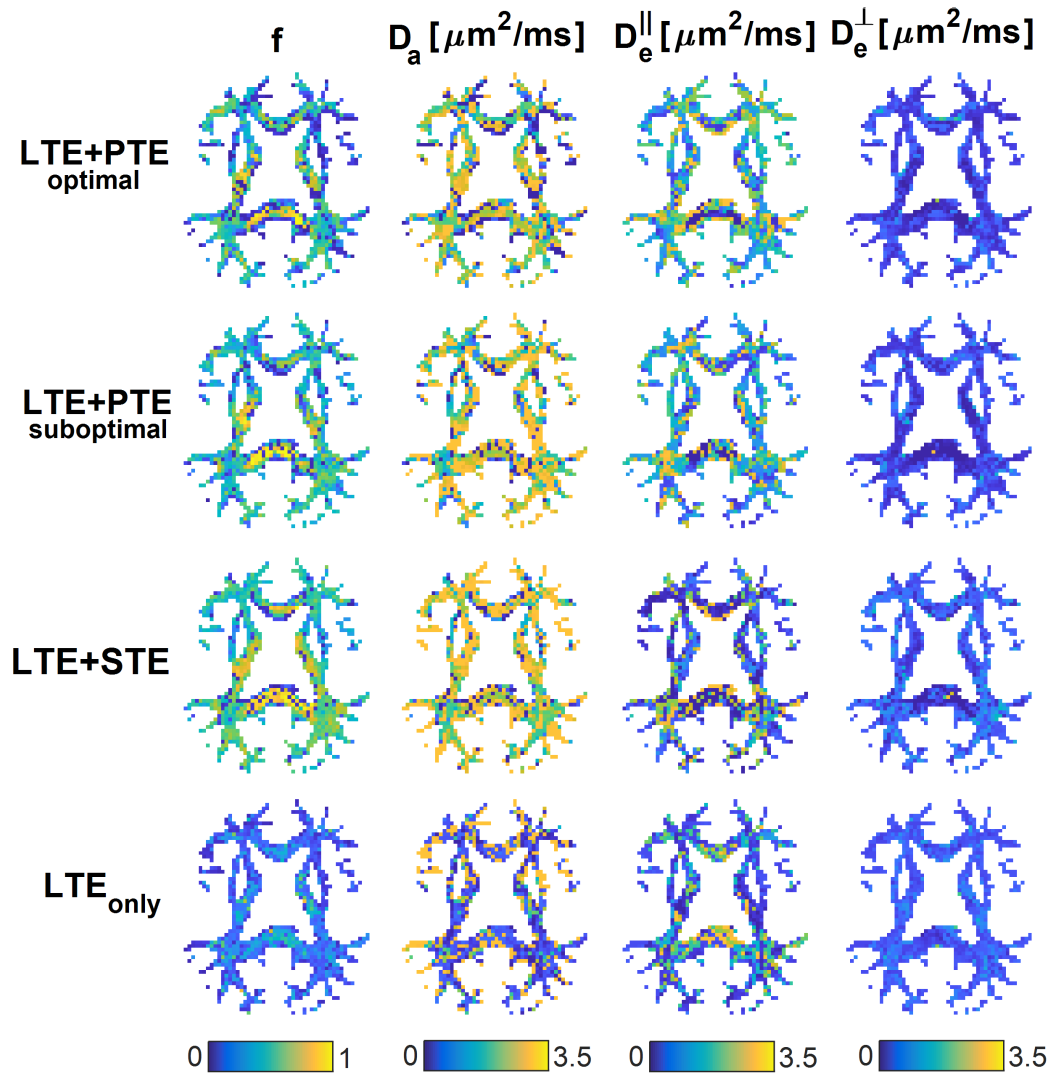 f D_a [μm²/ms] D_e^|| [μm²/ms] D_e^⊥ [μm²/ms]
LTE+PTE
optimal
LTE+PTE
suboptimal
LTE+STE
LTE_only
0 1 0 3.5 0 3.5 0 3.5